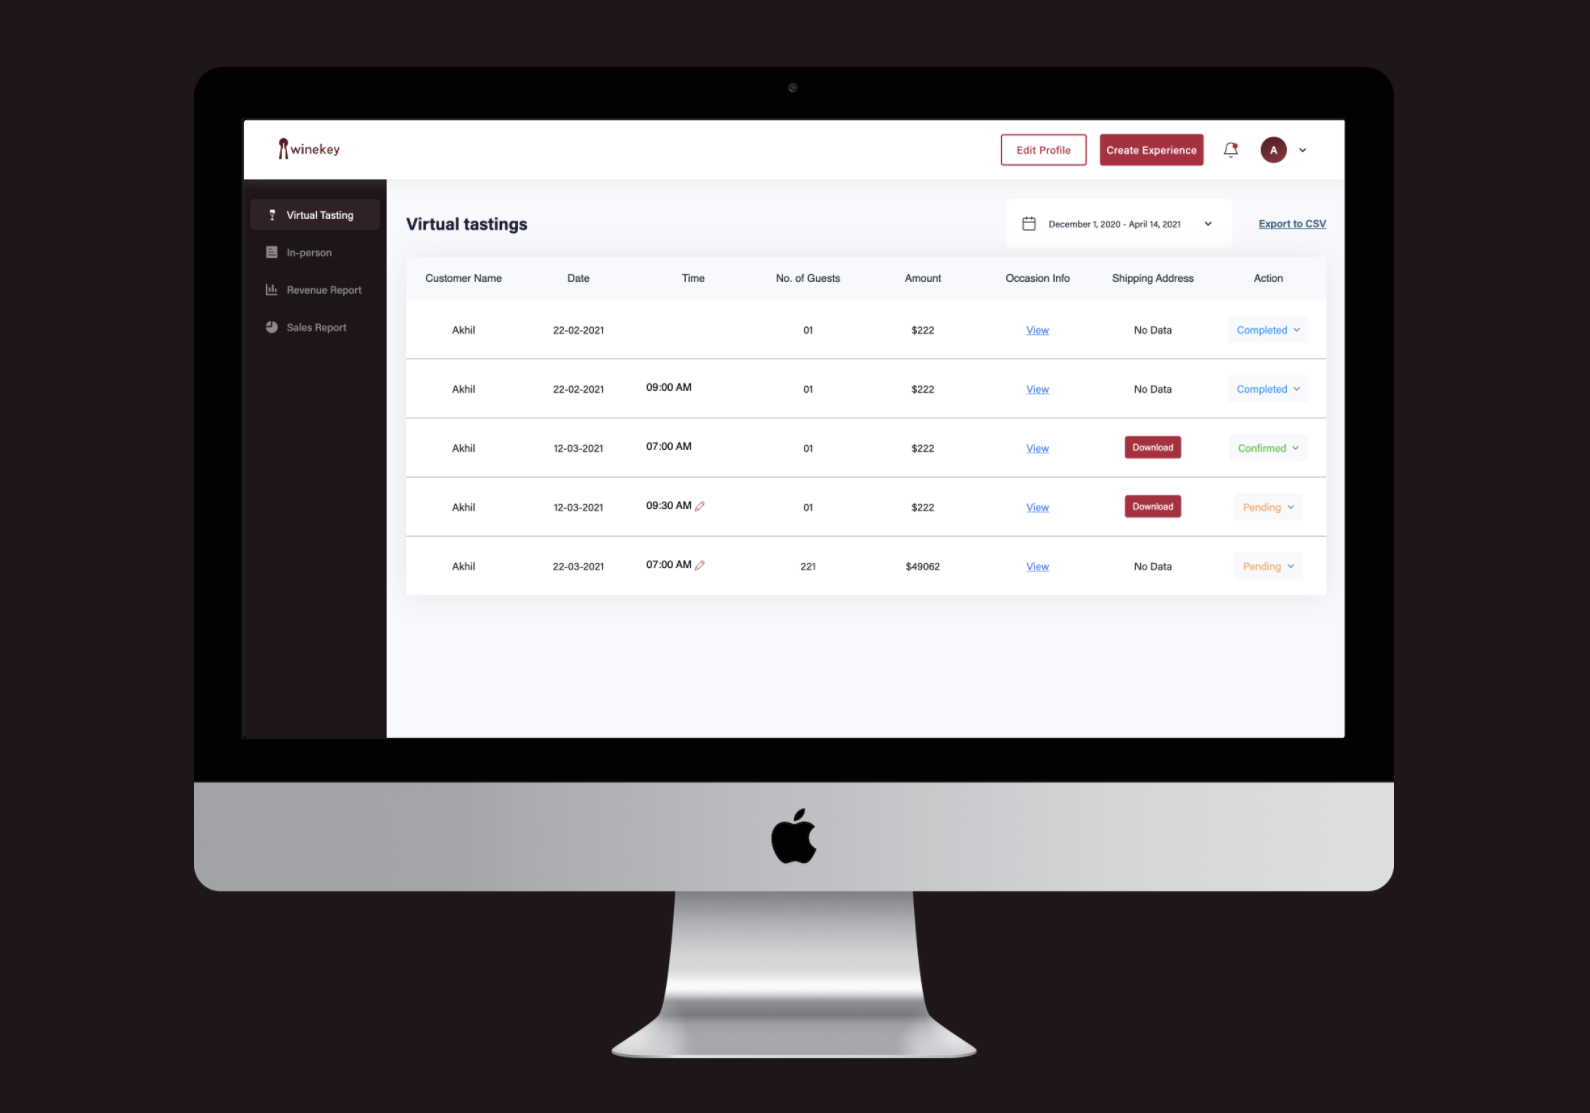 winekey
Edit Profile
Create Experience
A
Virtual Tasting
In-person
Revenue Report
Sales Report
Virtual tastings
December 1, 2020 - April 14, 2021
Export to CSV
Customer Name Date Time No. of Guests Amount Occasion Info Shipping Address Action
Akhil 22-02-2021 01 $222 View No Data Completed
Akhil 22-02-2021 09:00 AM 01 $222 View No Data Completed
Akhil 12-03-2021 07:00 AM 01 $222 View Download Confirmed
Akhil 12-03-2021 09:30 AM 01 $222 View Download Pending
Akhil 22-03-2021 07:00 AM 221 $49062 View No Data Pending